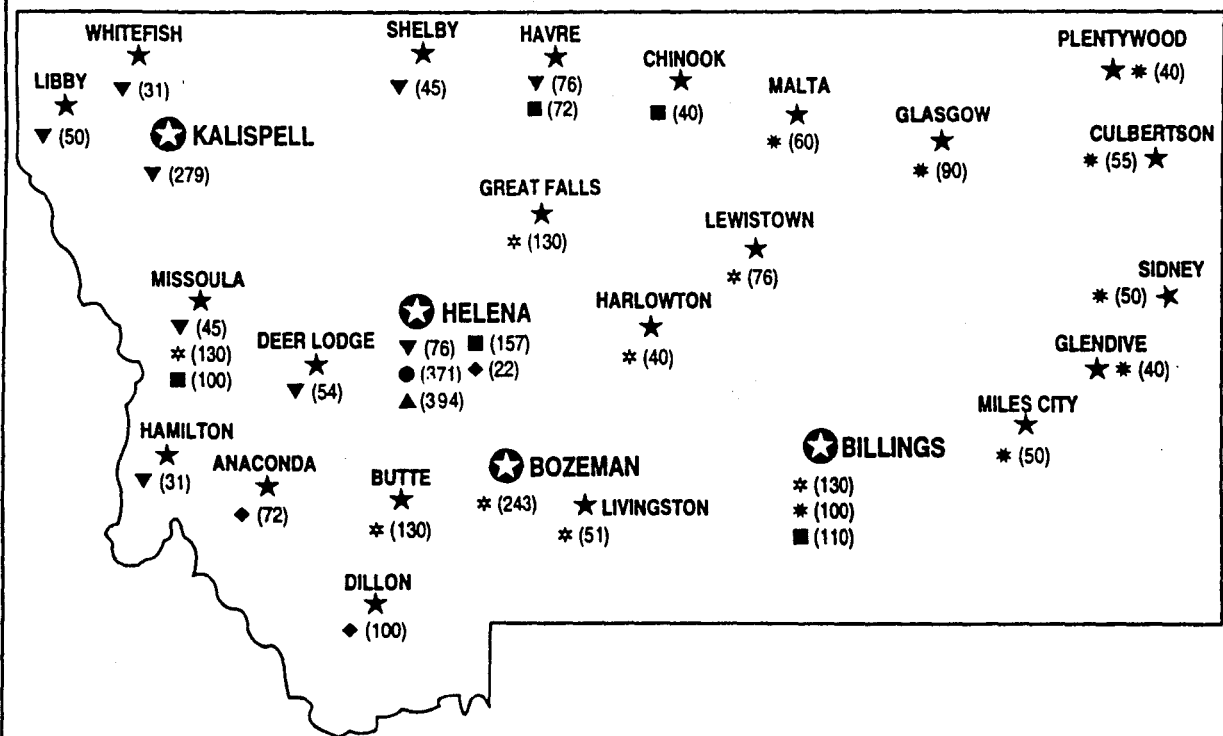 WHITEFISH
▼ (31)
SHELBY
▼ (45)
HAVRE
▼ (76)
■ (72)
CHINOOK
■ (40)
PLENTYWOOD
✷ (40)
LIBBY
▼ (50)
MALTA
✷ (60)
GLASGOW
✷ (90)
KALISPELL
▼ (279)
CULBERTSON
✷ (55)
GREAT FALLS
✡ (130)
LEWISTOWN
✡ (76)
MISSOULA
▼ (45)
✡ (130)
■ (100)
SIDNEY
✷ (50)
HELENA
▼ (76) ■ (157)
● (371) ◆ (22)
▲ (394)
HARLOWTON
✡ (40)
DEER LODGE
▼ (54)
GLENDIVE
✷ (40)
MILES CITY
✷ (50)
HAMILTON
▼ (31)
ANACONDA
◆ (72)
BUTTE
✡ (130)
BOZEMAN
✡ (243)
LIVINGSTON
✡ (51)
BILLINGS
✡ (130)
✷ (100)
■ (110)
DILLON
◆ (100)